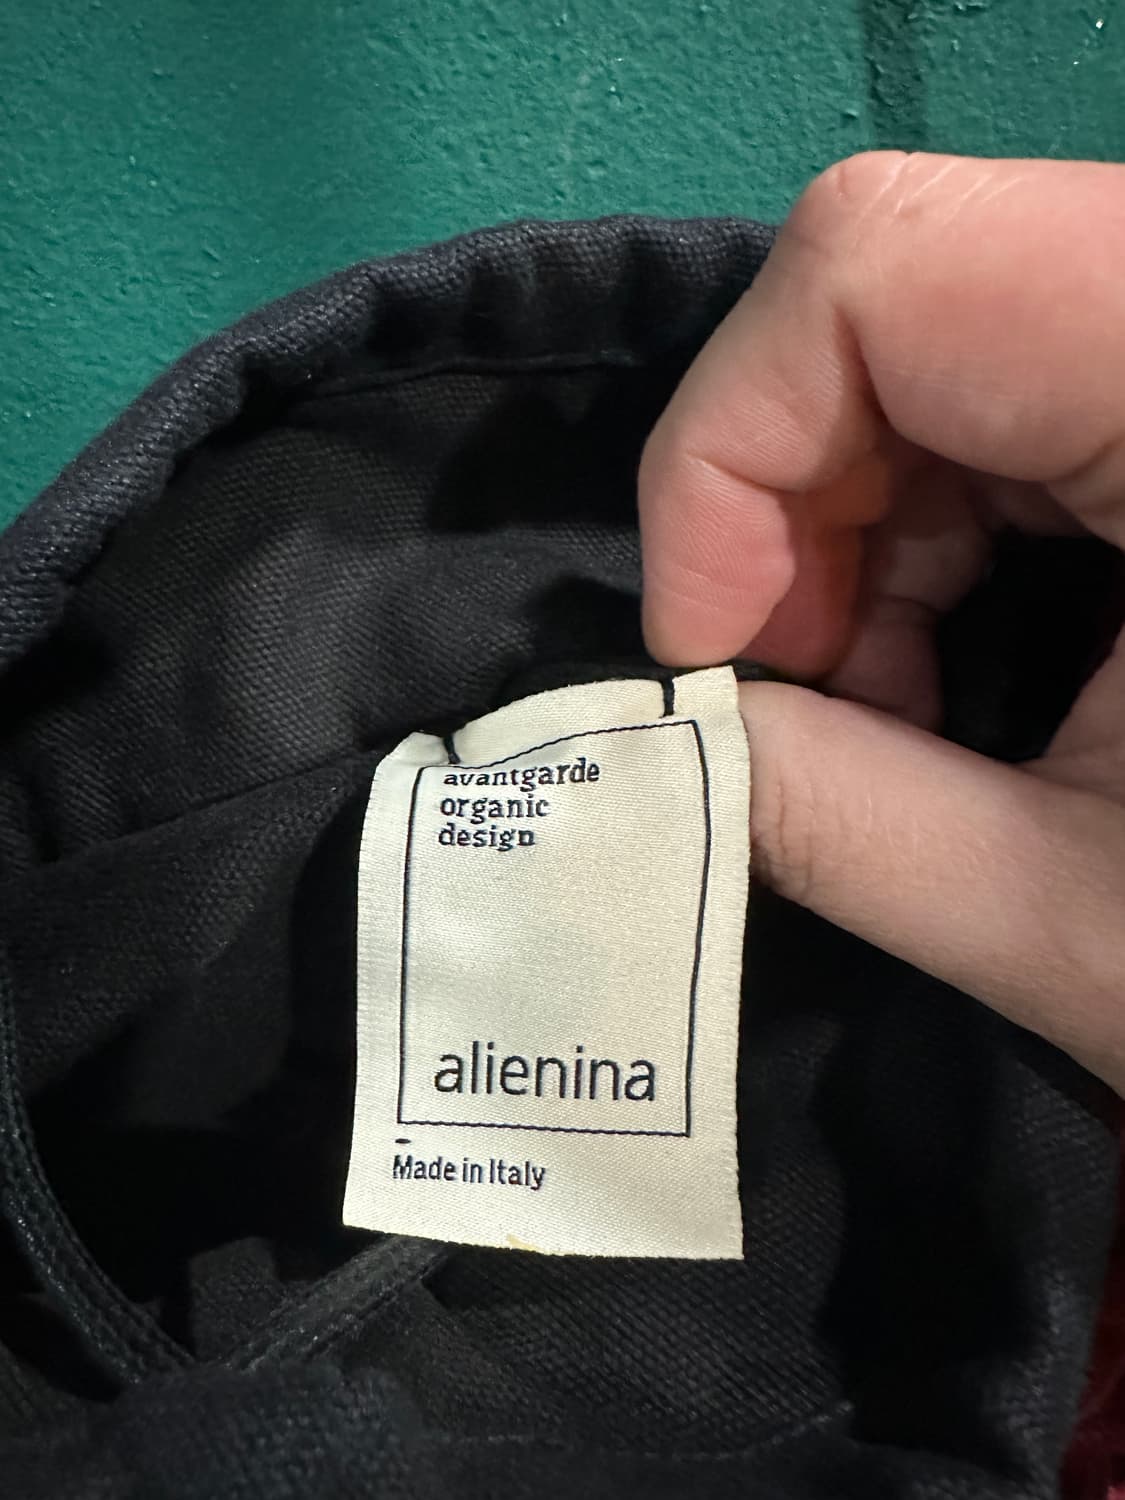 avantgarde
organic
design
alienina
Made in Italy